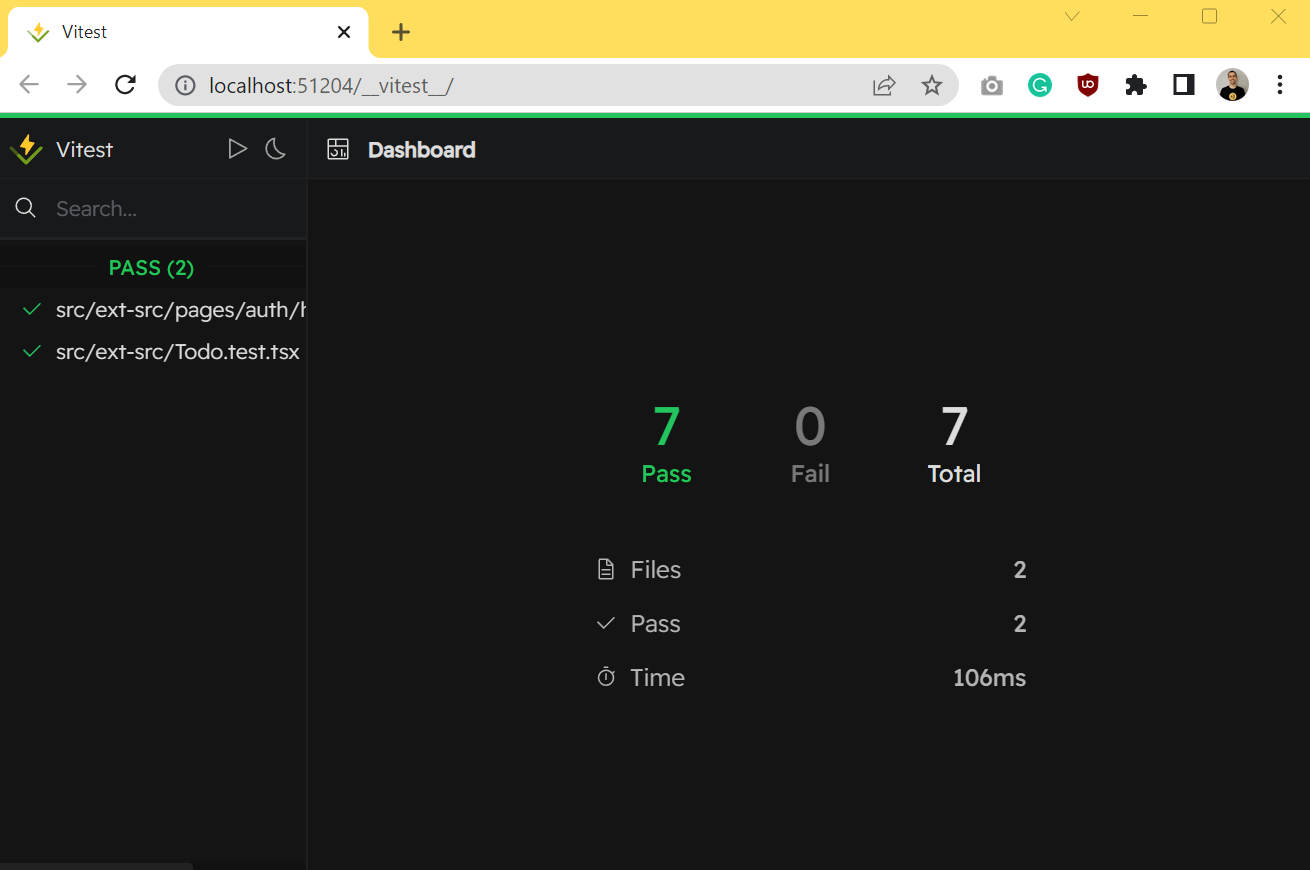 Vitest
localhost:51204/__vitest__/
Vitest
Dashboard
Search...
PASS (2)
src/ext-src/pages/auth/
src/ext-src/Todo.test.tsx
7
Pass
0
Fail
7
Total
Files 2
Pass 2
Time 106ms